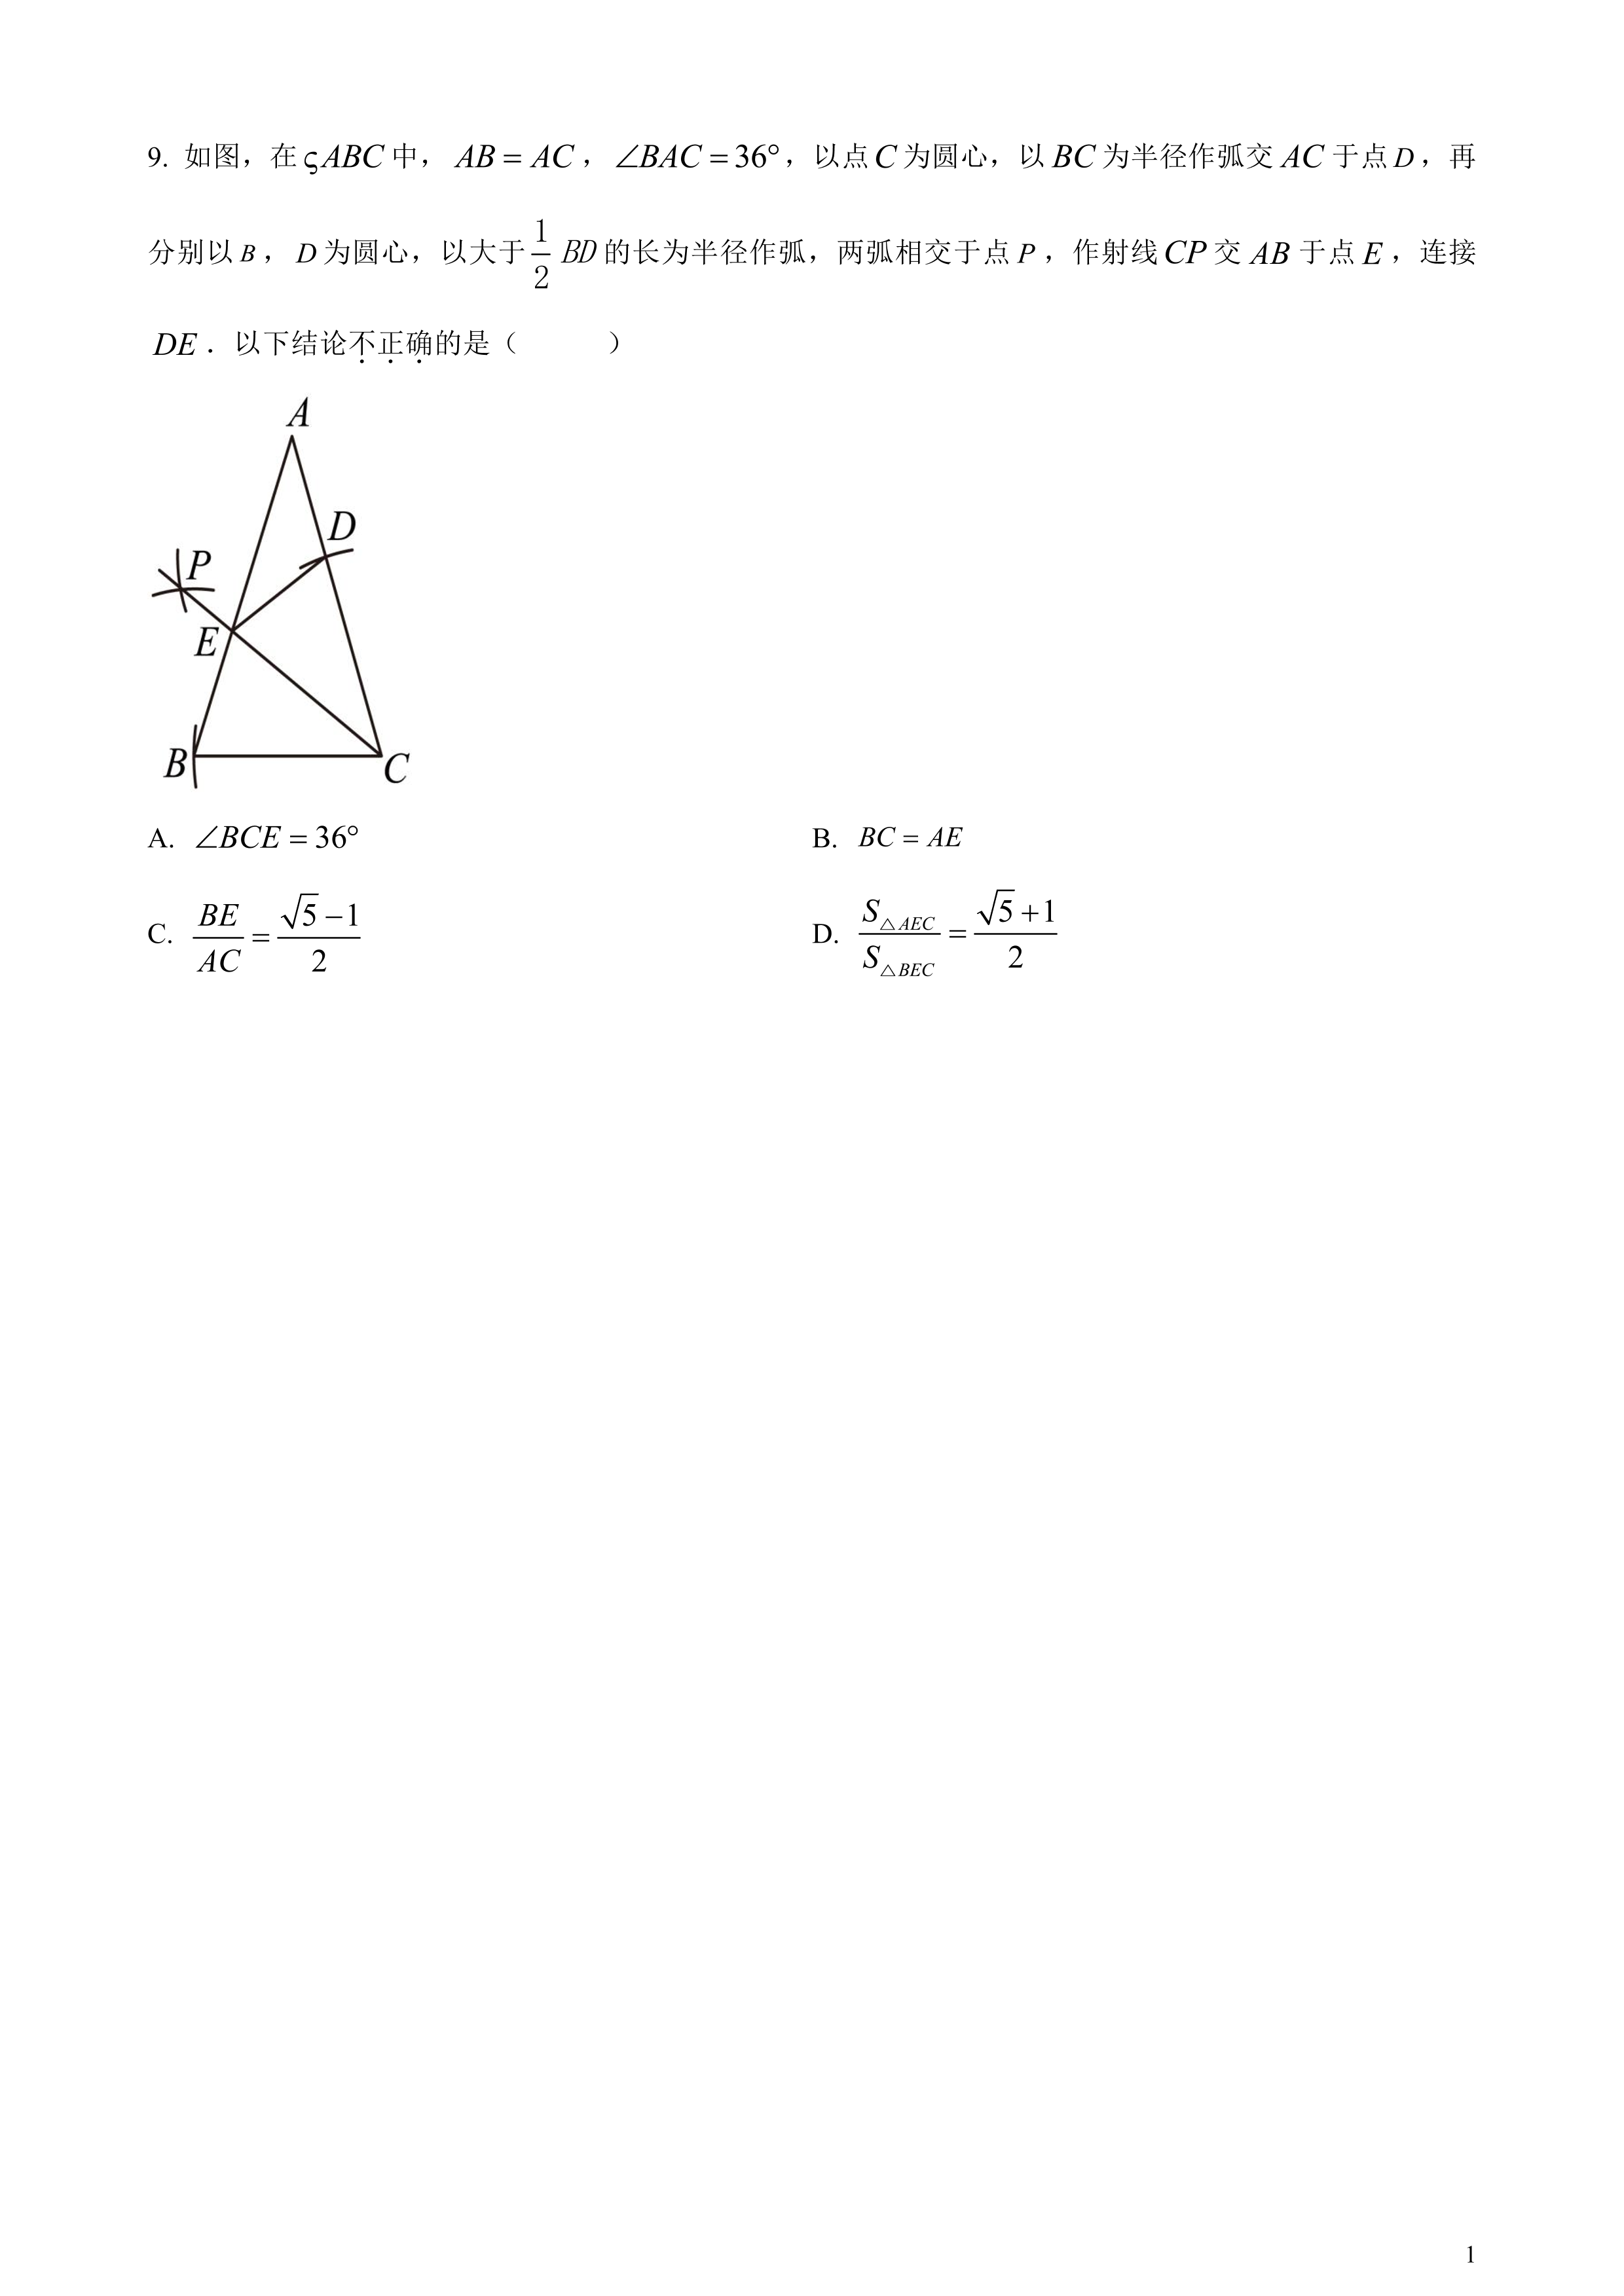 9. 如图，在ςABC中，AB = AC，∠BAC = 36°，以点C为圆心，以BC为半径作弧交AC于点D，再
分别以B，D为圆心，以大于1/2 BD的长为半径作弧，两弧相交于点P，作射线CP交AB于点E，连接
DE．以下结论不正确的是（　　）
A
D
P
E
B
C
A. ∠BCE = 36°　B. BC = AE
C. BE/AC = (√5 − 1)/2　D. S△AEC/S△BEC = (√5 + 1)/2
1